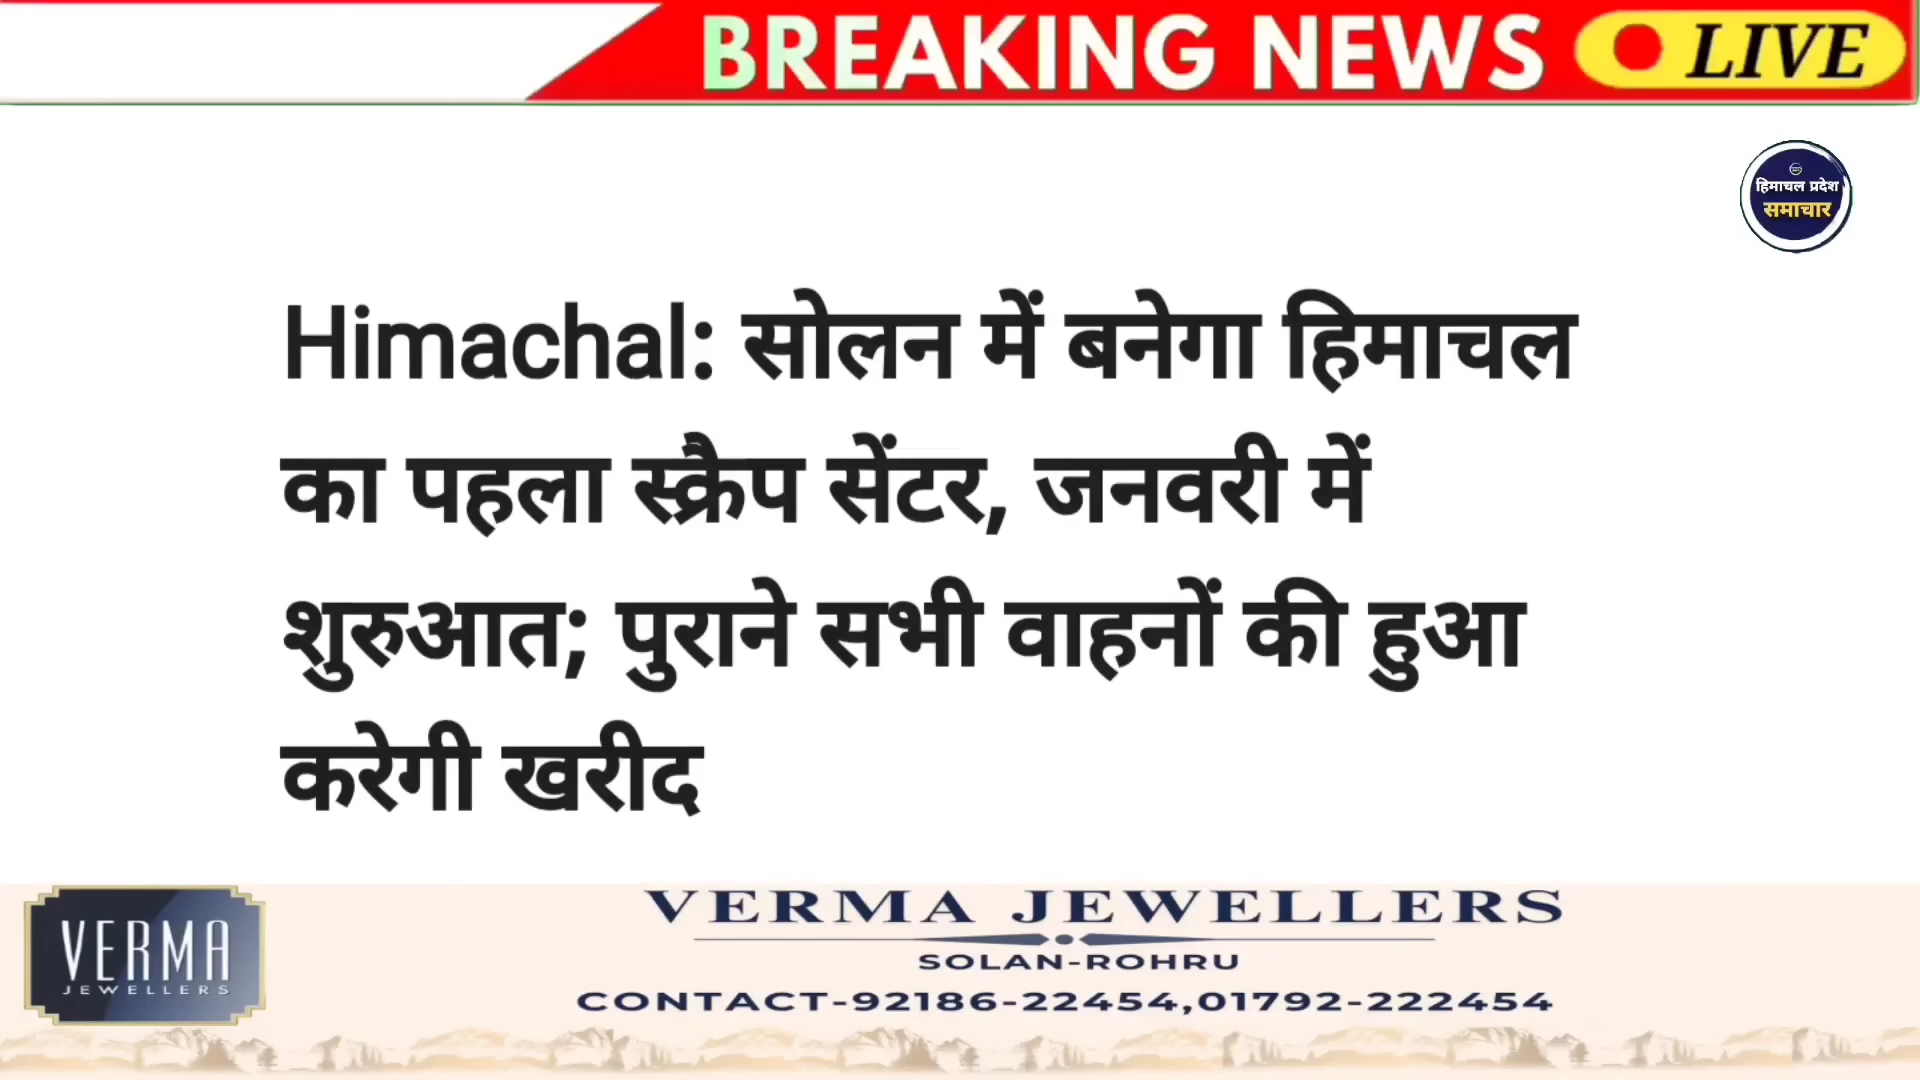 BREAKING NEWS LIVE
हिमाचल प्रदेश
समाचार
Himachal: सोलन में बनेगा हिमाचल
का पहला स्क्रैप सेंटर, जनवरी में
शुरुआत; पुराने सभी वाहनों की हुआ
करेगी खरीद
VERMA
JEWELLERS
VERMA JEWELLERS
SOLAN-ROHRU
CONTACT-92186-22454,01792-222454